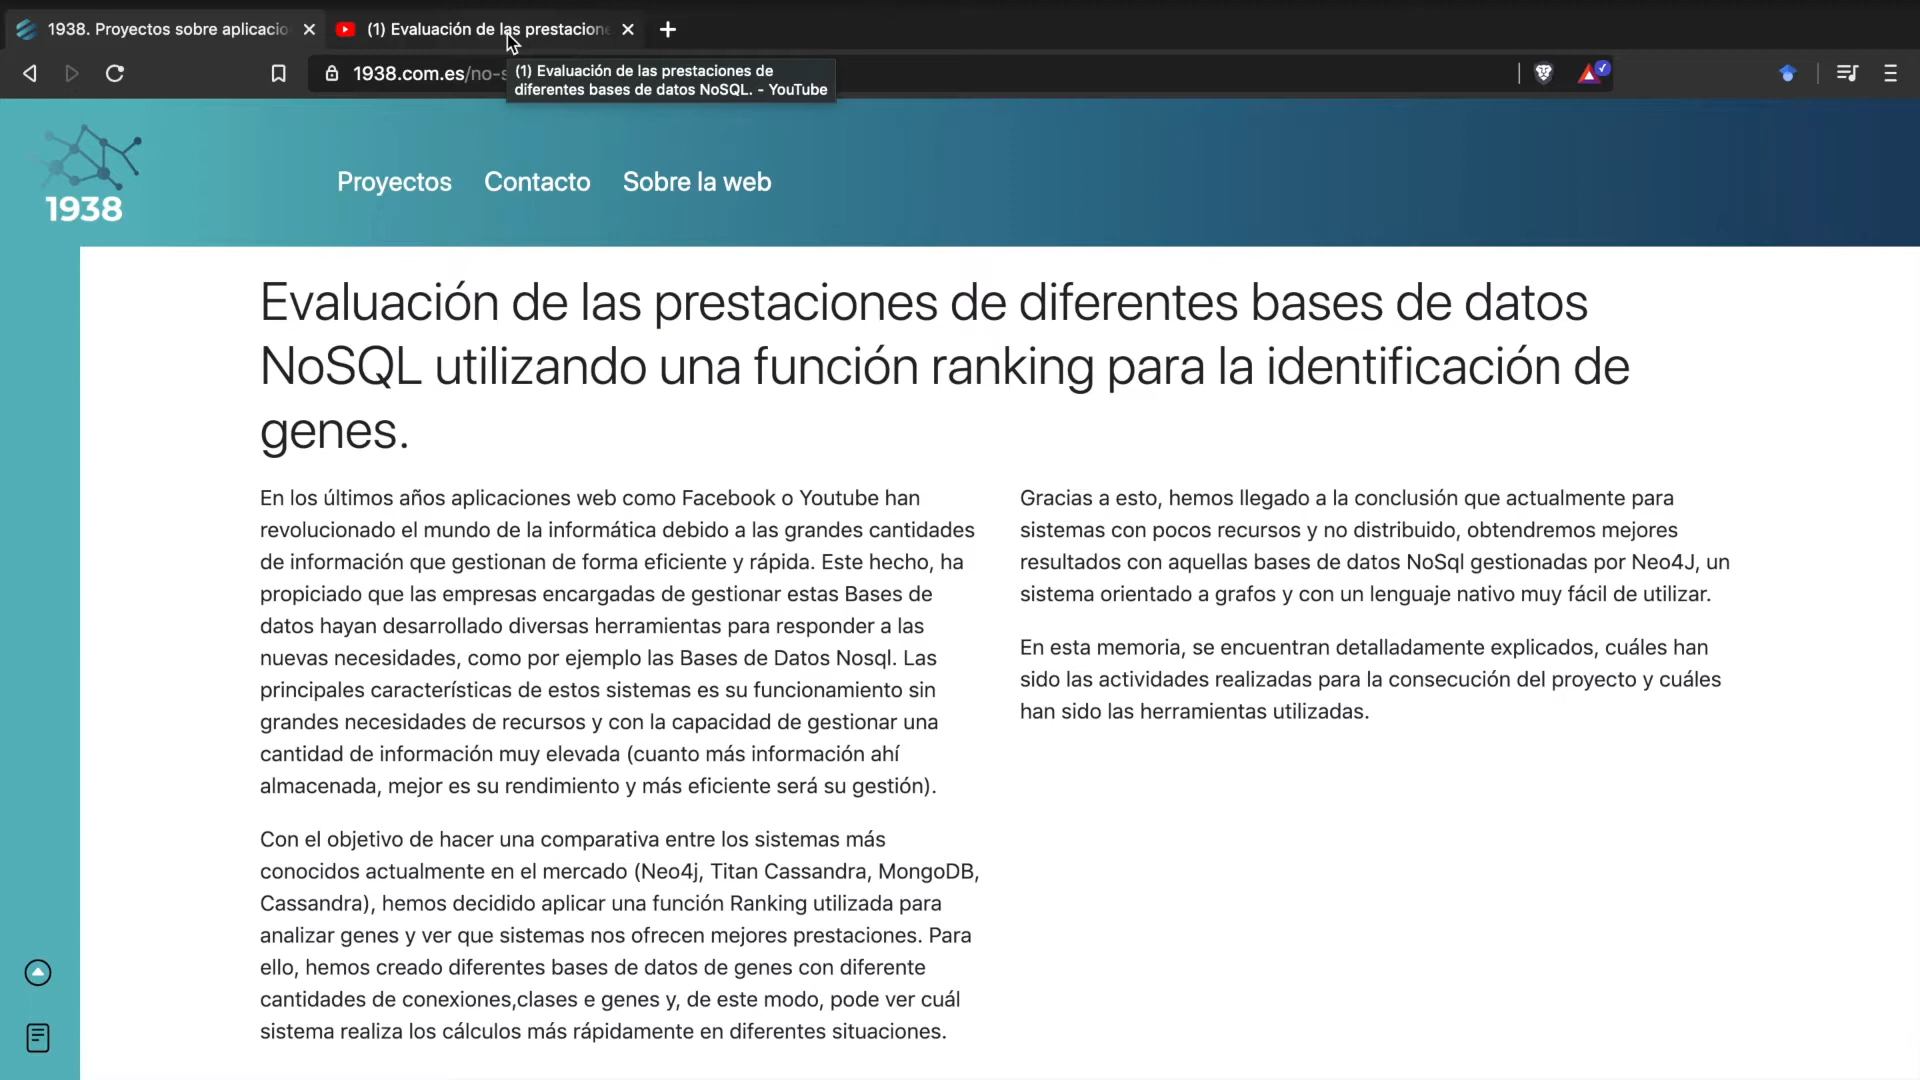 1938. Proyectos sobre aplicacio
(1) Evaluación de las prestacione
1938.com.es/no-s
(1) Evaluación de las prestaciones de
diferentes bases de datos NoSQL. - YouTube
1938
Proyectos
Contacto
Sobre la web
Evaluación de las prestaciones de diferentes bases de datos
NoSQL utilizando una función ranking para la identificación de
genes.
En los últimos años aplicaciones web como Facebook o Youtube han
revolucionado el mundo de la informática debido a las grandes cantidades
de información que gestionan de forma eficiente y rápida. Este hecho, ha
propiciado que las empresas encargadas de gestionar estas Bases de
datos hayan desarrollado diversas herramientas para responder a las
nuevas necesidades, como por ejemplo las Bases de Datos Nosql. Las
principales características de estos sistemas es su funcionamiento sin
grandes necesidades de recursos y con la capacidad de gestionar una
cantidad de información muy elevada (cuanto más información ahí
almacenada, mejor es su rendimiento y más eficiente será su gestión).
Con el objetivo de hacer una comparativa entre los sistemas más
conocidos actualmente en el mercado (Neo4j, Titan Cassandra, MongoDB,
Cassandra), hemos decidido aplicar una función Ranking utilizada para
analizar genes y ver que sistemas nos ofrecen mejores prestaciones. Para
ello, hemos creado diferentes bases de datos de genes con diferente
cantidades de conexiones,clases e genes y, de este modo, pode ver cuál
sistema realiza los cálculos más rápidamente en diferentes situaciones.
Gracias a esto, hemos llegado a la conclusión que actualmente para
sistemas con pocos recursos y no distribuido, obtendremos mejores
resultados con aquellas bases de datos NoSql gestionadas por Neo4J, un
sistema orientado a grafos y con un lenguaje nativo muy fácil de utilizar.
En esta memoria, se encuentran detalladamente explicados, cuáles han
sido las actividades realizadas para la consecución del proyecto y cuáles
han sido las herramientas utilizadas.